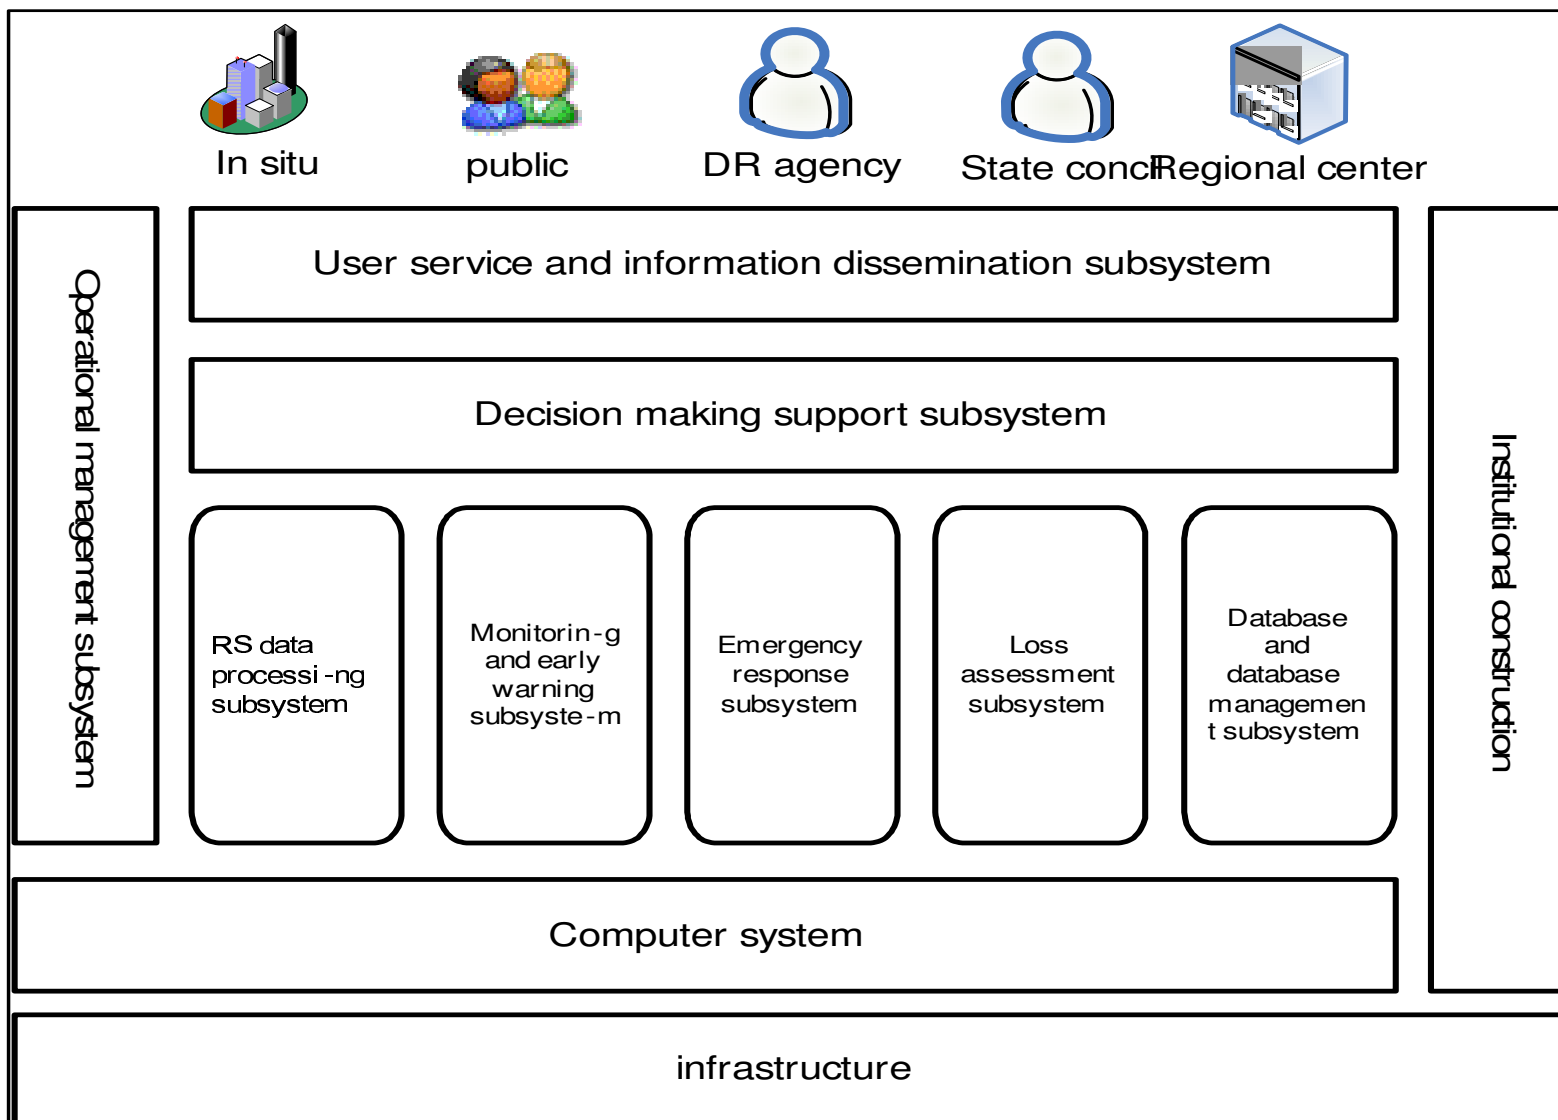 In situ
public
DR agency
State concil
Regional center
User service and information dissemination subsystem
Operational management subsystem
Decision making support subsystem
Institutional construction
RS data
processi-ng
subsystem
Monitorin-g
and early
warning
subsyste-m
Emergency
response
subsystem
Loss
assessment
subsystem
Database
and
database
managemen
t subsystem
Computer system
infrastructure